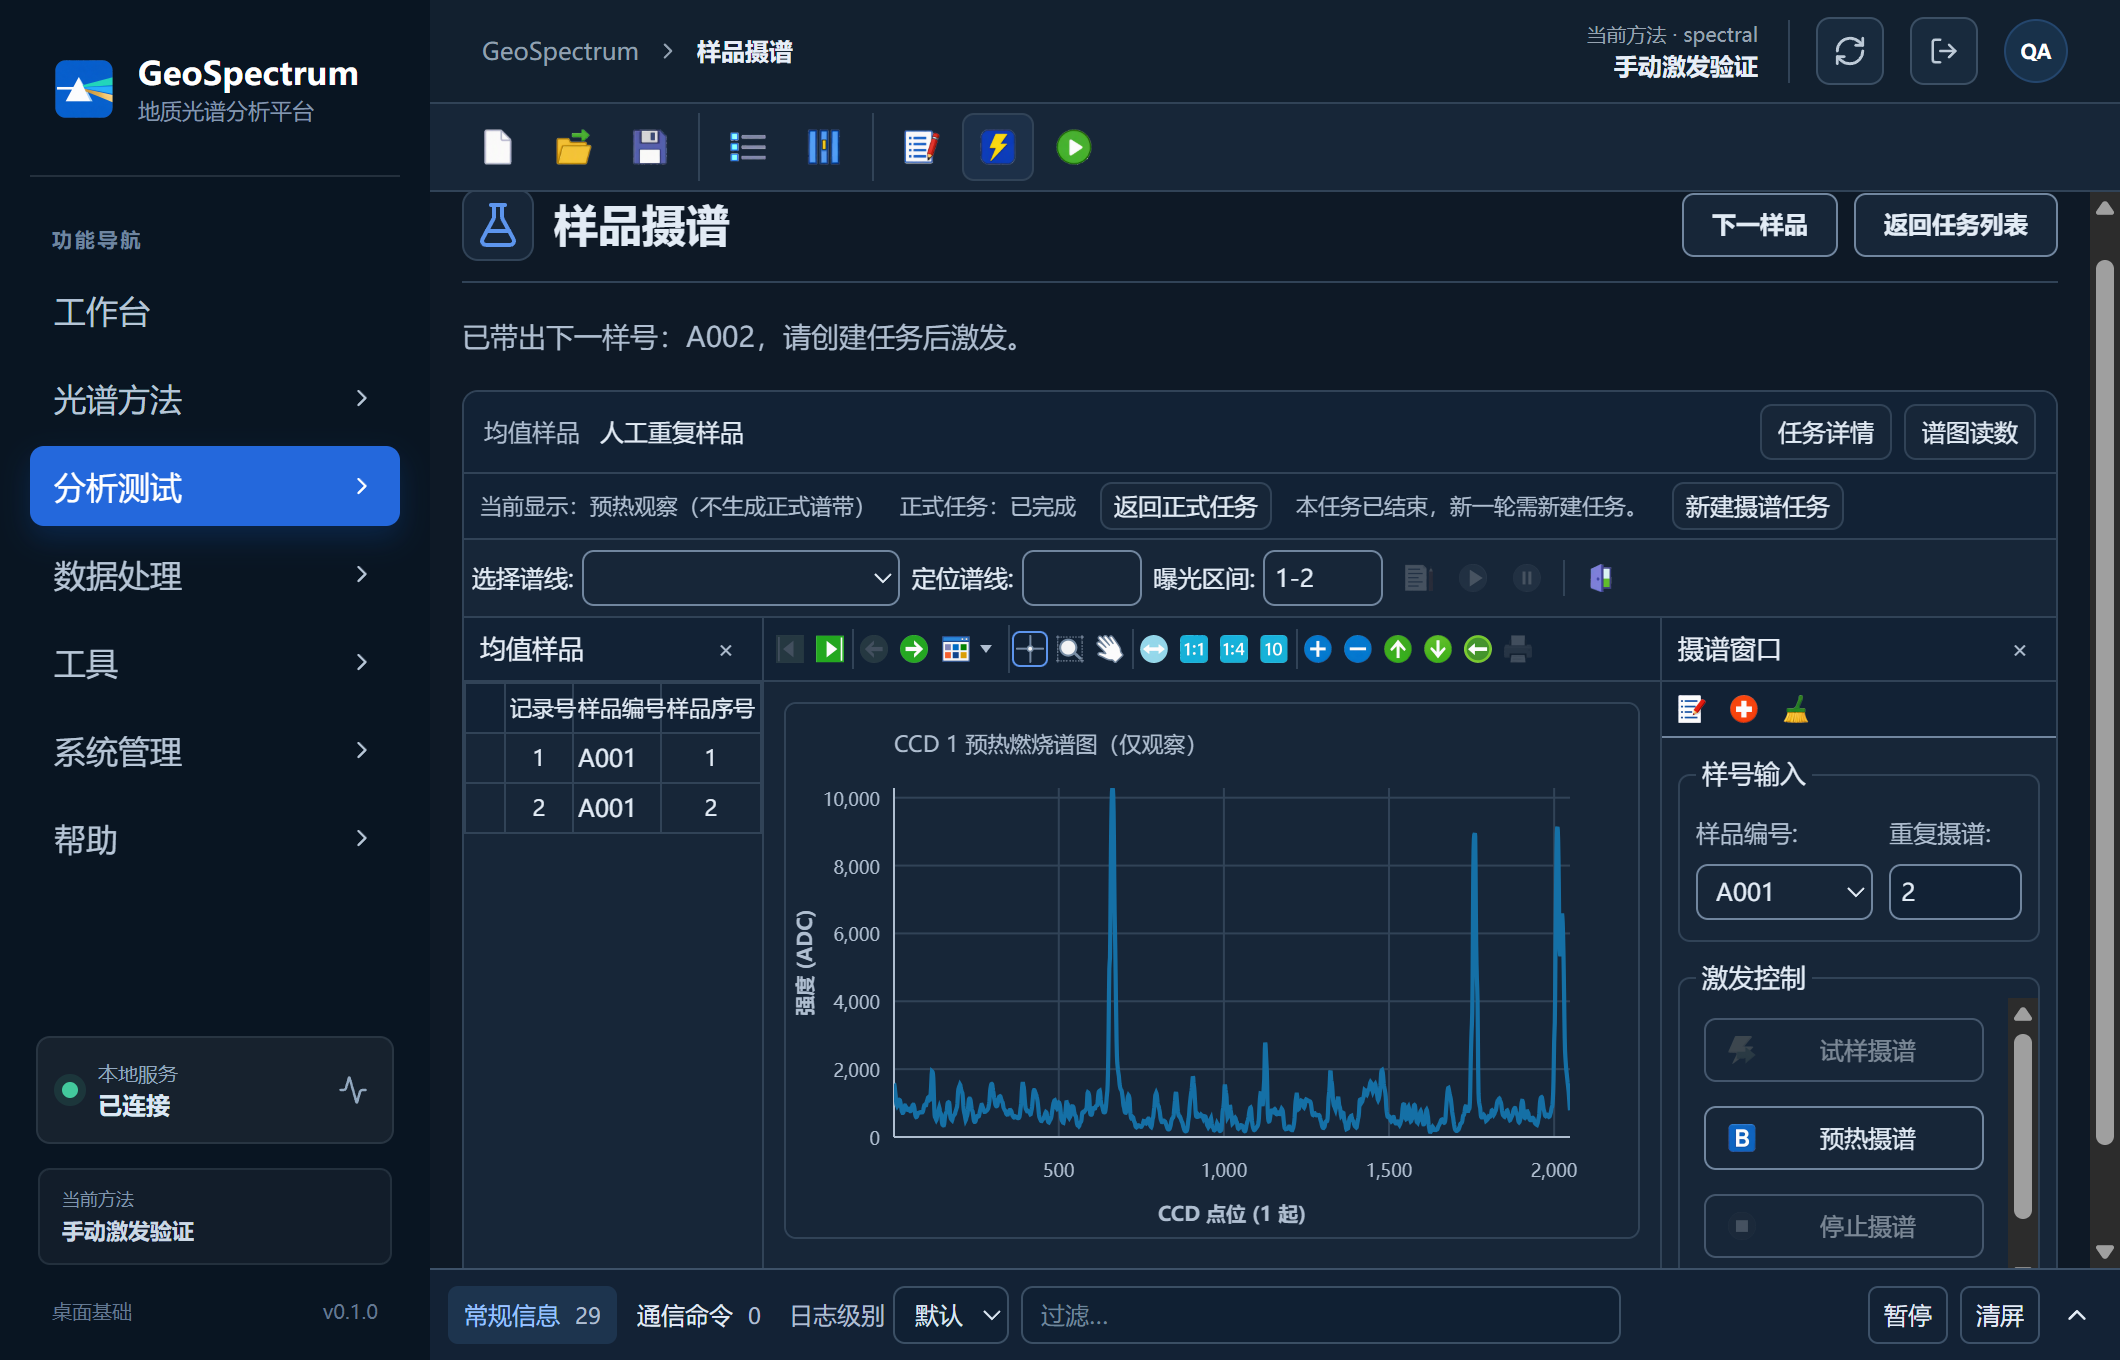 GeoSpectrum
地质光谱分析平台
功能导航
工作台
光谱方法
分析测试
数据处理
工具
系统管理
帮助
本地服务
已连接
当前方法
手动激发验证
桌面基础 v0.1.0
GeoSpectrum > 样品摄谱
当前方法 · spectral
手动激发验证
QA
样品摄谱
下一样品 返回任务列表
已带出下一样号：A002，请创建任务后激发。
均值样品 人工重复样品
任务详情 谱图读数
当前显示：预热观察（不生成正式谱带） 正式任务：已完成 返回正式任务 本任务已结束，新一轮需新建任务。 新建摄谱任务
选择谱线: 定位谱线: 曝光区间: 1-2
均值样品 ×
记录号 样品编号 样品序号
1 A001 1
2 A001 2
1:1 1:4 10
CCD 1 预热燃烧谱图（仅观察）
强度 (ADC)
10,000
8,000
6,000
4,000
2,000
0
500 1,000 1,500 2,000
CCD 点位 (1 起)
摄谱窗口 ×
样号输入
样品编号: 重复摄谱:
A001 2
激发控制
试样摄谱
B 预热摄谱
停止摄谱
常规信息 29 通信命令 0 日志级别 默认 过滤... 暂停 清屏